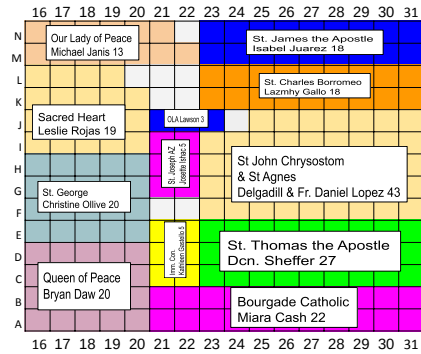 16 17 18 19 20 21 22 23 24 25 26 27 28 29 30 31
N
Our Lady of Peace
Michael Janis 13
St. James the Apostle
Isabel Juarez 18
M
L
St. Charles Borromeo
Lazmhy Gallo 18
K
Sacred Heart
Leslie Rojas 19
J
OLA Lawson 3
I
St. Joseph AZ
Josette Ishac 5
St John Chrysostom
& St Agnes
Delgadill & Fr. Daniel Lopez 43
H
G
St. George
Christine Ollive 20
F
E
Imm. Con.
Kathleen Gastello 5
St. Thomas the Apostle
Dcn. Sheffer 27
D
Queen of Peace
Bryan Daw 20
C
B
Bourgade Catholic
Miara Cash 22
A
16 17 18 19 20 21 22 23 24 25 26 27 28 29 30 31